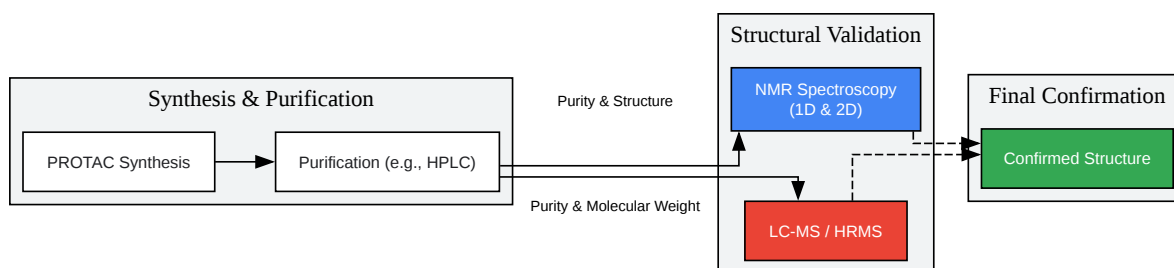 Synthesis & Purification
PROTAC Synthesis
Purification (e.g., HPLC)
Purity & Structure
Purity & Molecular Weight
Structural Validation
NMR Spectroscopy
(1D & 2D)
LC-MS / HRMS
Final Confirmation
Confirmed Structure